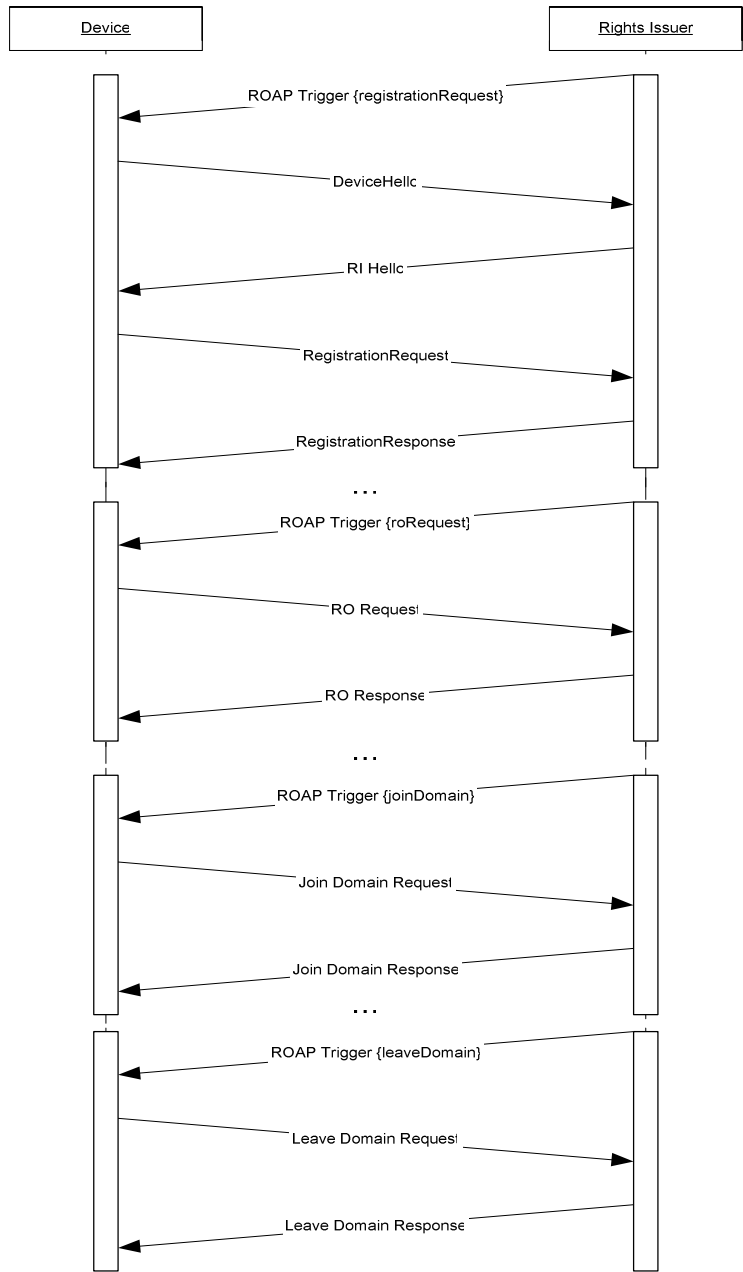 Device
Rights Issuer
ROAP Trigger {registrationRequest}
DeviceHello
RI Hello
RegistrationRequest
RegistrationResponse
...
ROAP Trigger {roRequest}
RO Request
RO Response
...
ROAP Trigger {joinDomain}
Join Domain Request
Join Domain Response
...
ROAP Trigger {leaveDomain}
Leave Domain Request
Leave Domain Response